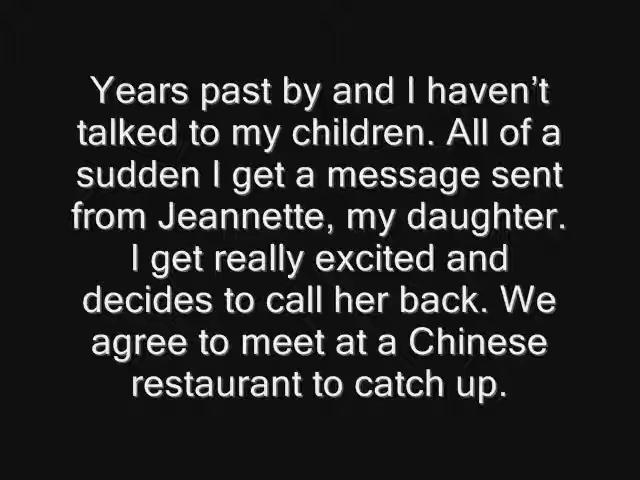 Years past by and I haven’t
talked to my children. All of a
sudden I get a message sent
from Jeannette, my daughter.
I get really excited and
decides to call her back. We
agree to meet at a Chinese
restaurant to catch up.